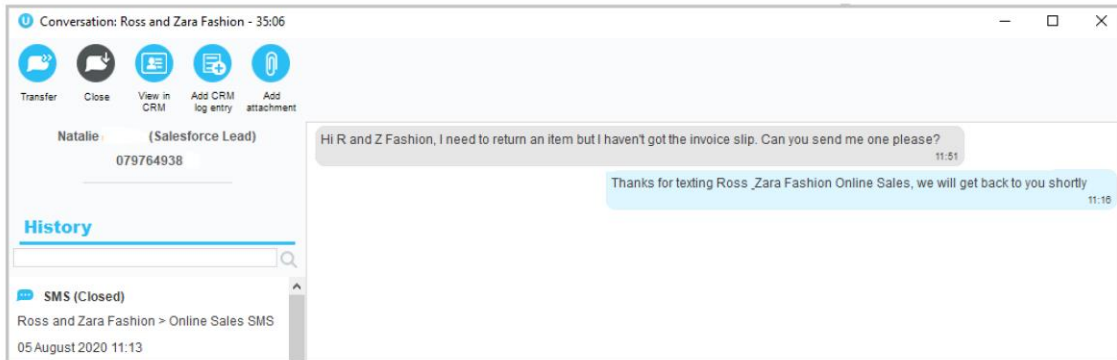 Conversation: Ross and Zara Fashion - 35:06
Transfer
Close
View in
CRM
Add CRM
log entry
Add
attachment
Natalie (Salesforce Lead)
079764938
Hi R and Z Fashion, I need to return an item but I haven't got the invoice slip. Can you send me one please?
11:51
Thanks for texting Ross _Zara Fashion Online Sales, we will get back to you shortly
11:16
History
SMS (Closed)
Ross and Zara Fashion > Online Sales SMS
05 August 2020 11:13